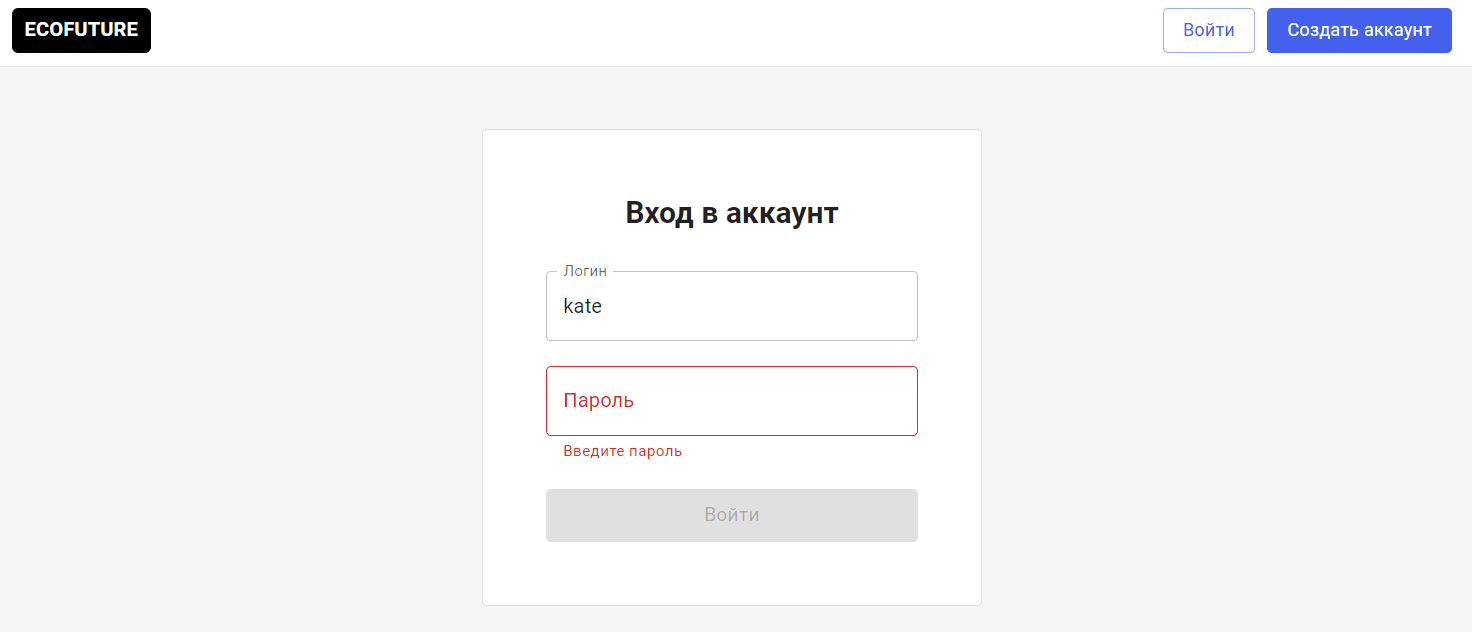 ECOFUTURE
Войти
Создать аккаунт
Вход в аккаунт
Логин
kate
Пароль
Введите пароль
Войти